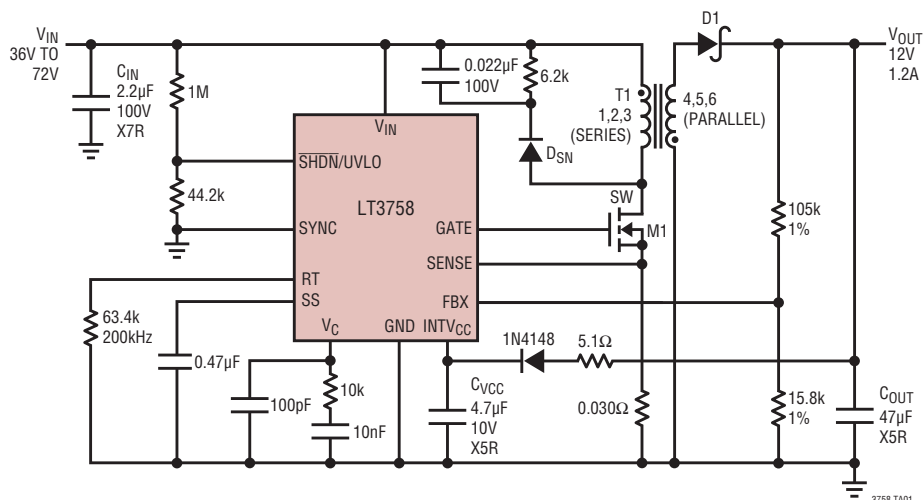 V_IN
36V TO
72V
C_IN
2.2µF
100V
X7R
1M
44.2k
0.022µF
100V
6.2k
D_SN
T1
1,2,3
(SERIES)
4,5,6
(PARALLEL)
D1
V_OUT
12V
1.2A
V_IN
SHDN/UVLO
LT3758
SYNC
GATE
SENSE
RT
SS
FBX
V_C
GND
INTV_CC
SW
M1
105k
1%
63.4k
200kHz
0.47µF
100pF
10k
10nF
C_VCC
4.7µF
10V
X5R
1N4148
5.1Ω
0.030Ω
15.8k
1%
C_OUT
47µF
X5R
3758 TA01